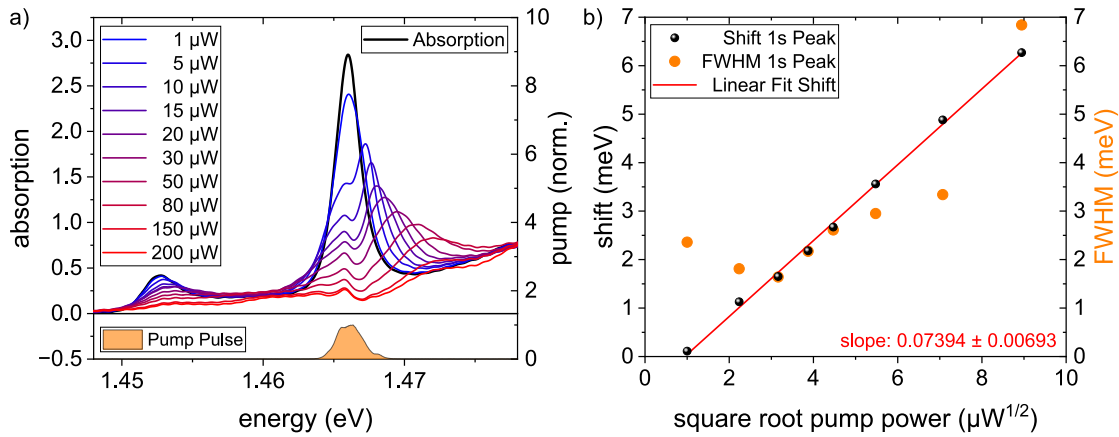 a)
3.0
2.5
2.0
1.5
1.0
0.5
0.0
−0.5
absorption
1 µW
5 µW
10 µW
15 µW
20 µW
30 µW
50 µW
80 µW
150 µW
200 µW
Absorption
Pump Pulse
10
8
6
4
2
0
pump (norm.)
1.45
1.46
1.47
energy (eV)
b)
7
6
5
4
3
2
1
0
shift (meV)
Shift 1s Peak
FWHM 1s Peak
Linear Fit Shift
slope: 0.07394 ± 0.00693
7
6
5
4
3
2
1
0
FWHM (meV)
0
2
4
6
8
10
square root pump power (µW^1/2)